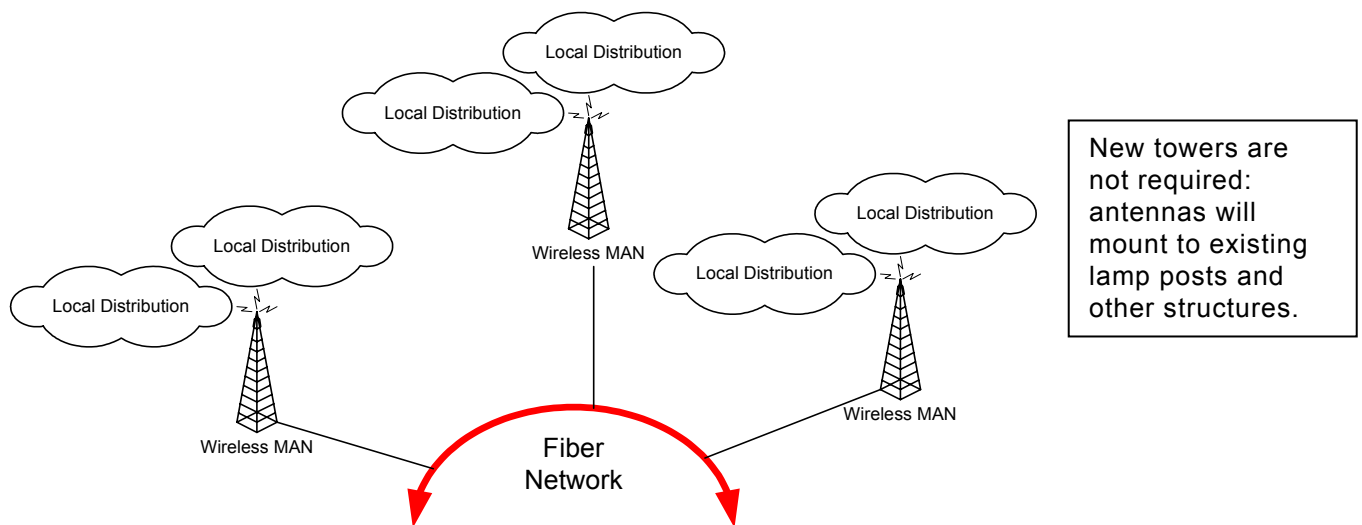 Local Distribution
Local Distribution
Wireless MAN
Local Distribution
Local Distribution
Wireless MAN
Local Distribution
Local Distribution
Wireless MAN
Fiber
Network
New towers are
not required:
antennas will
mount to existing
lamp posts and
other structures.